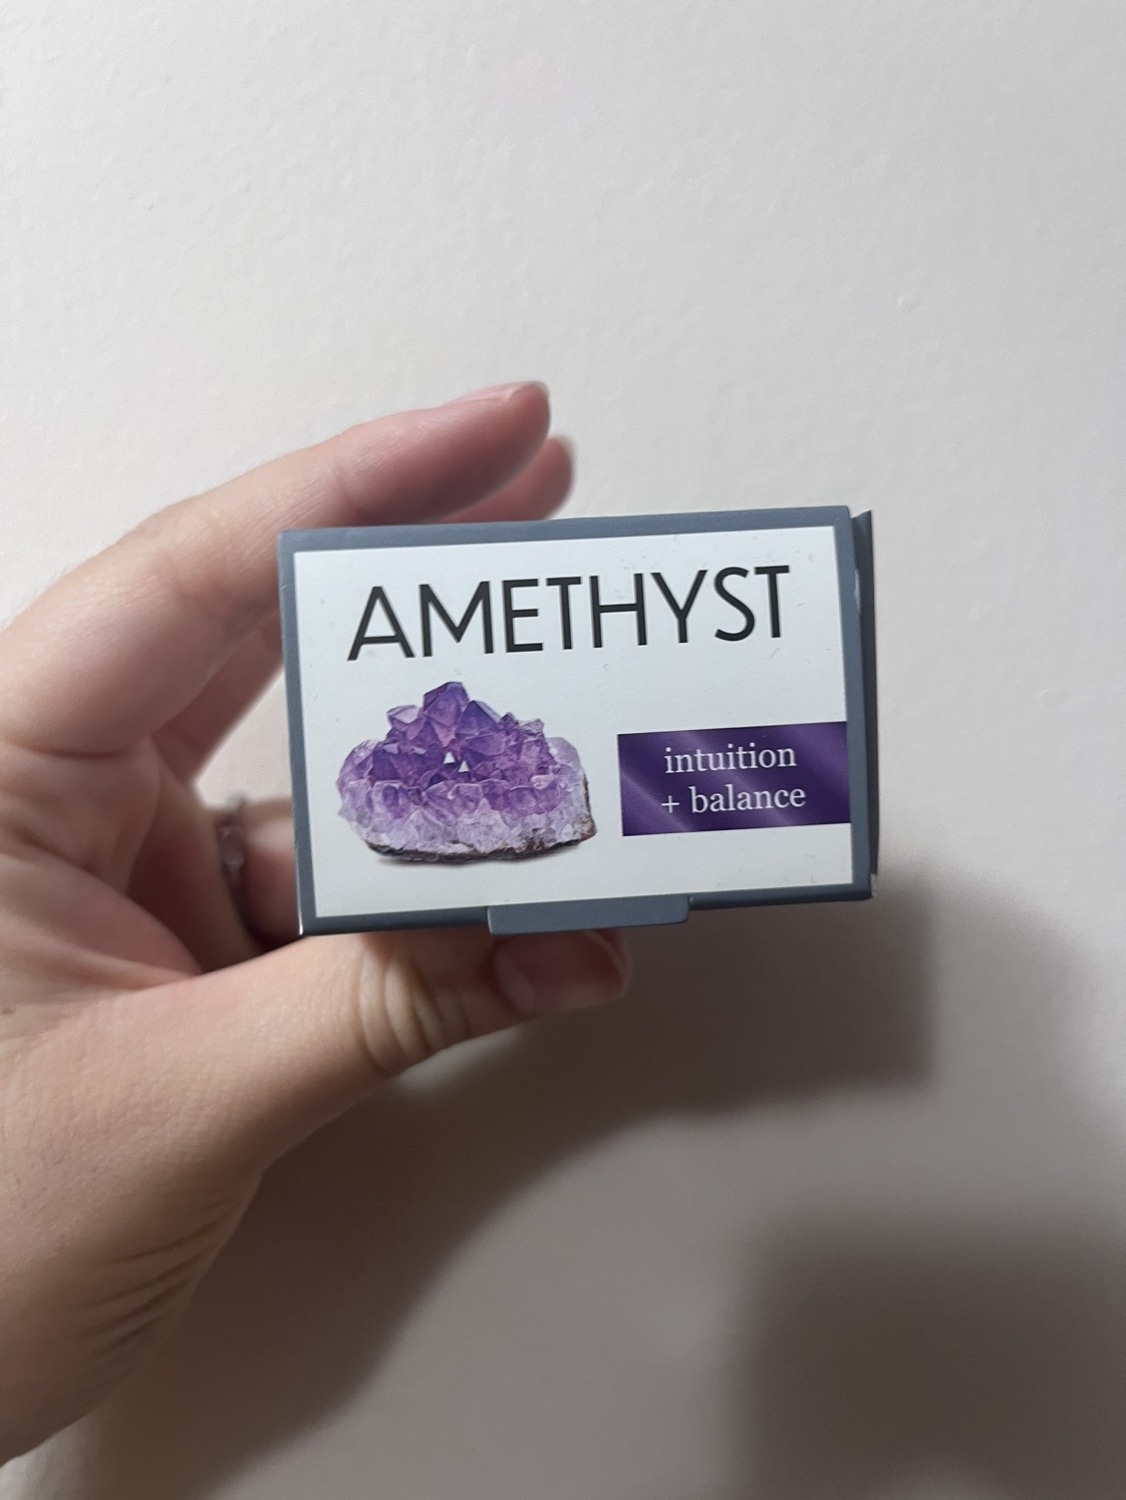 AMETHYST
intuition
+ balance